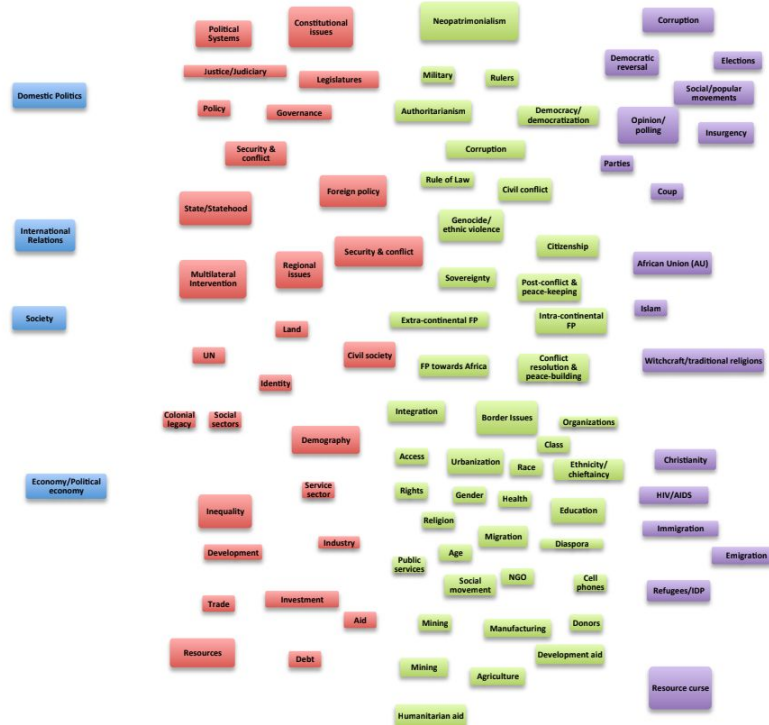 Domestic Politics
International
Relations
Society
Economy/Political
economy
Political
Systems
Constitutional
issues
Justice/Judiciary
Legislatures
Policy
Governance
Security &
conflict
Foreign policy
State/Statehood
Security & conflict
Regional
issues
Multilateral
Intervention
Land
UN
Civil society
Identity
Colonial
legacy
Social
sectors
Demography
Service
sector
Inequality
Industry
Development
Trade
Investment
Aid
Resources
Debt
Neopatrimonialism
Military
Rulers
Authoritarianism
Democracy/
democratization
Corruption
Rule of Law
Civil conflict
Genocide/
ethnic violence
Citizenship
Sovereignty
Post-conflict &
peace-keeping
Extra-continental FP
Intra-continental
FP
FP towards Africa
Conflict
resolution &
peace-building
Integration
Border Issues
Organizations
Class
Access
Urbanization
Race
Ethnicity/
chieftaincy
Rights
Gender
Health
Education
Religion
Migration
Diaspora
Age
Public
services
Social
movement
NGO
Cell
phones
Mining
Manufacturing
Donors
Development aid
Mining
Agriculture
Humanitarian aid
Corruption
Democratic
reversal
Elections
Social/popular
movements
Opinion/
polling
Insurgency
Parties
Coup
African Union (AU)
Islam
Witchcraft/traditional religions
Christianity
HIV/AIDS
Immigration
Emigration
Refugees/IDP
Resource curse